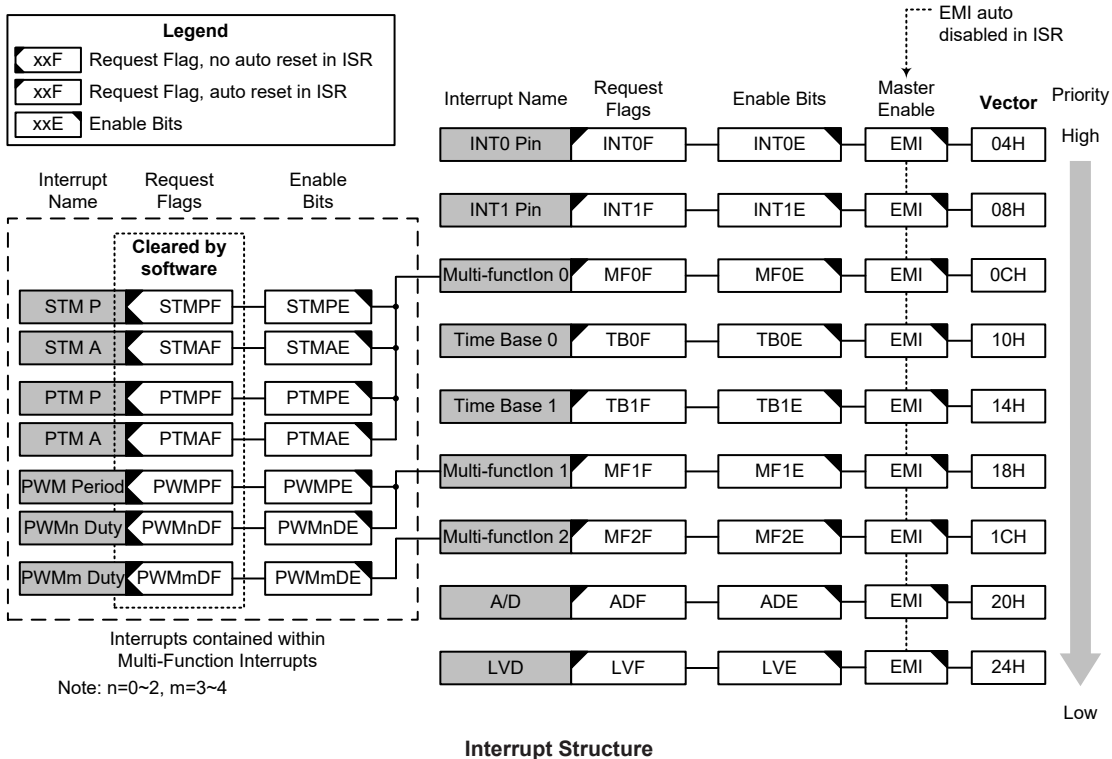 Legend
xxF Request Flag, no auto reset in ISR
xxF Request Flag, auto reset in ISR
xxE Enable Bits
EMI auto
disabled in ISR
Interrupt Name Request Flags Enable Bits Master Enable Vector Priority
High
INT0 Pin INT0F INT0E EMI 04H
INT1 Pin INT1F INT1E EMI 08H
Multi-functIon 0 MF0F MF0E EMI 0CH
Time Base 0 TB0F TB0E EMI 10H
Time Base 1 TB1F TB1E EMI 14H
Multi-functIon 1 MF1F MF1E EMI 18H
Multi-functIon 2 MF2F MF2E EMI 1CH
A/D ADF ADE EMI 20H
LVD LVF LVE EMI 24H
Low
Interrupt Name Request Flags Enable Bits
Cleared by
software
STM P STMPF STMPE
STM A STMAF STMAE
PTM P PTMPF PTMPE
PTM A PTMAF PTMAE
PWM Period PWMPF PWMPE
PWMn Duty PWMnDF PWMnDE
PWMm Duty PWMmDF PWMmDE
Interrupts contained within
Multi-Function Interrupts
Note: n=0~2, m=3~4
Interrupt Structure